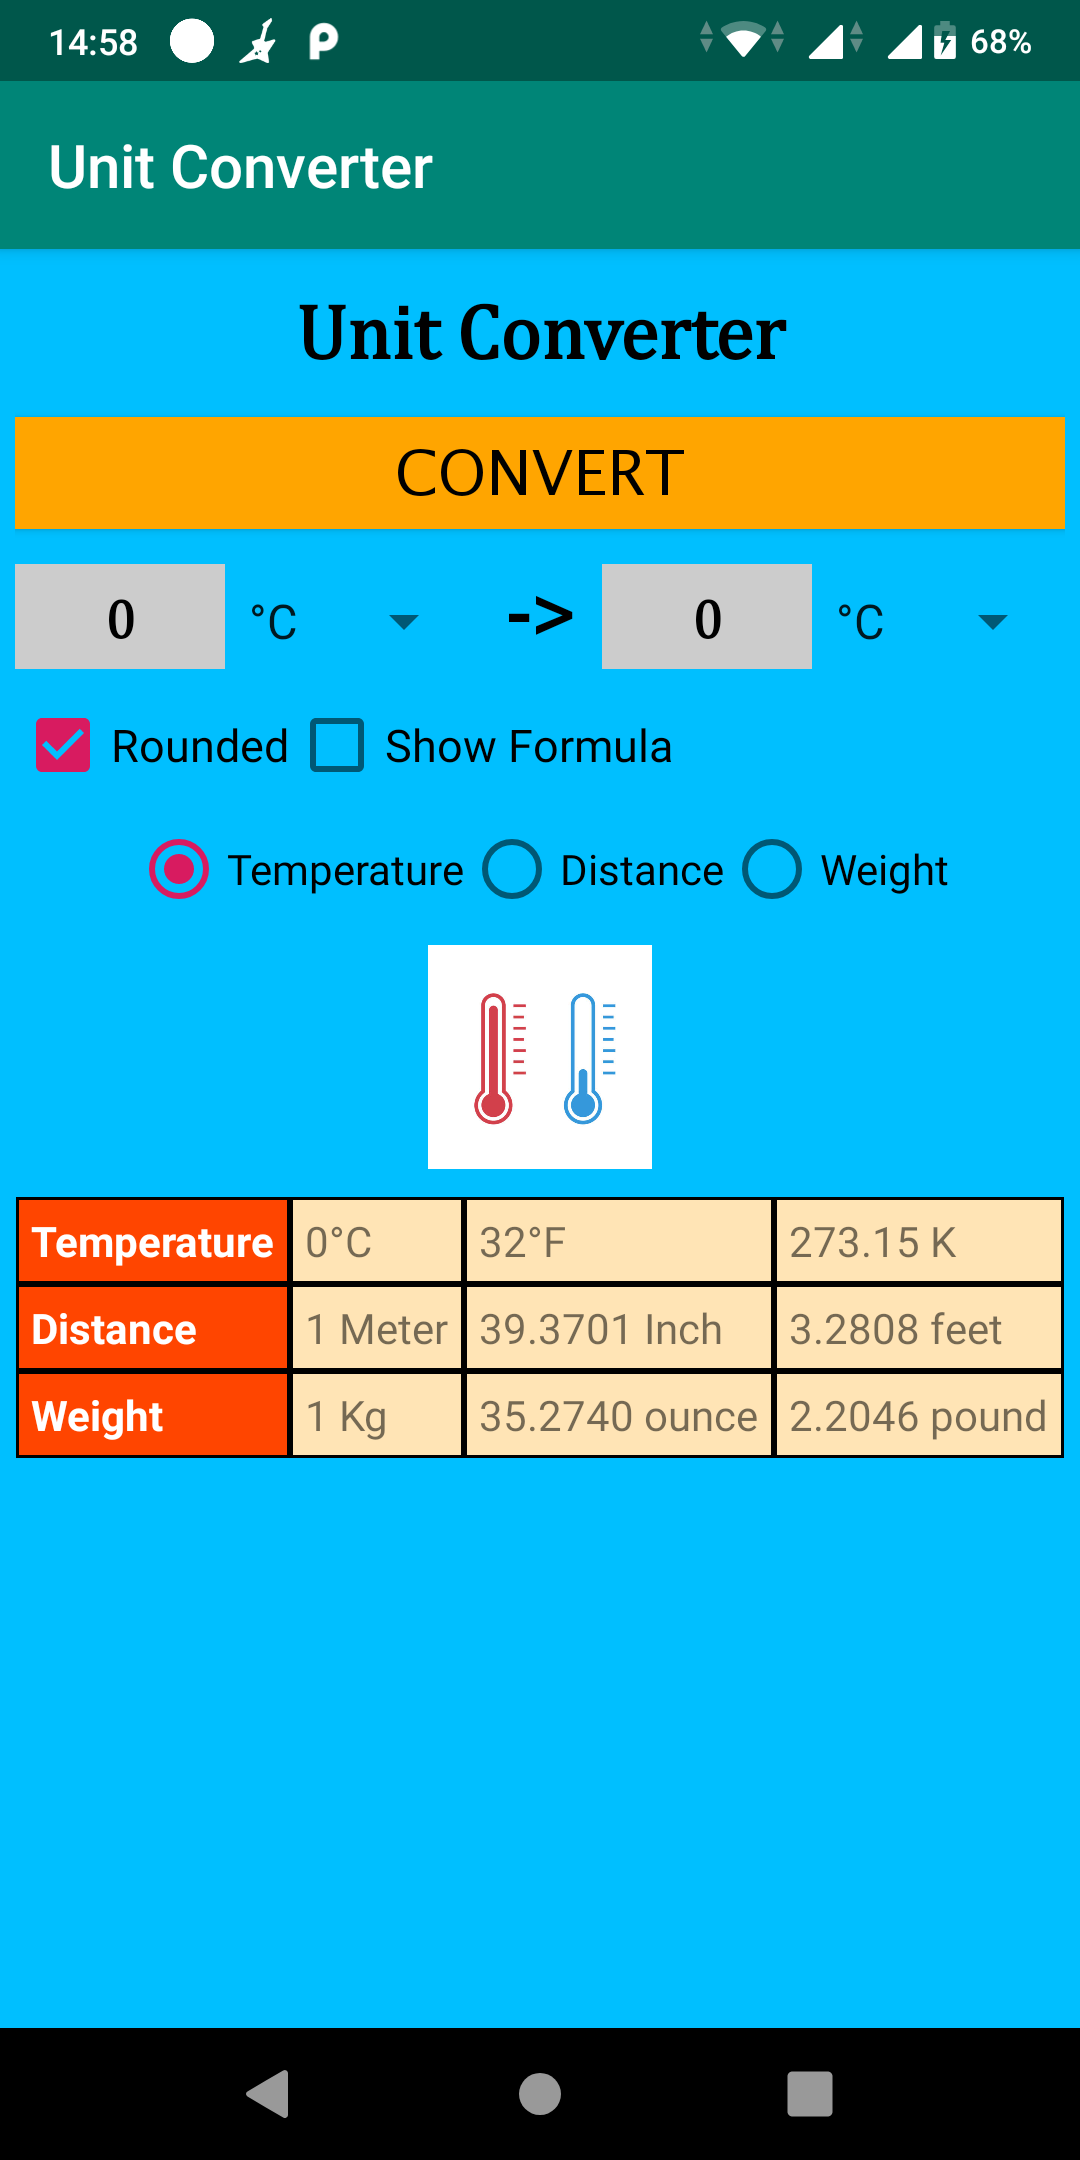 14:58 68%
Unit Converter
Unit Converter
CONVERT
0 °C -> 0 °C
Rounded Show Formula
Temperature Distance Weight
Temperature 0°C 32°F 273.15 K
Distance 1 Meter 39.3701 Inch 3.2808 feet
Weight 1 Kg 35.2740 ounce 2.2046 pound